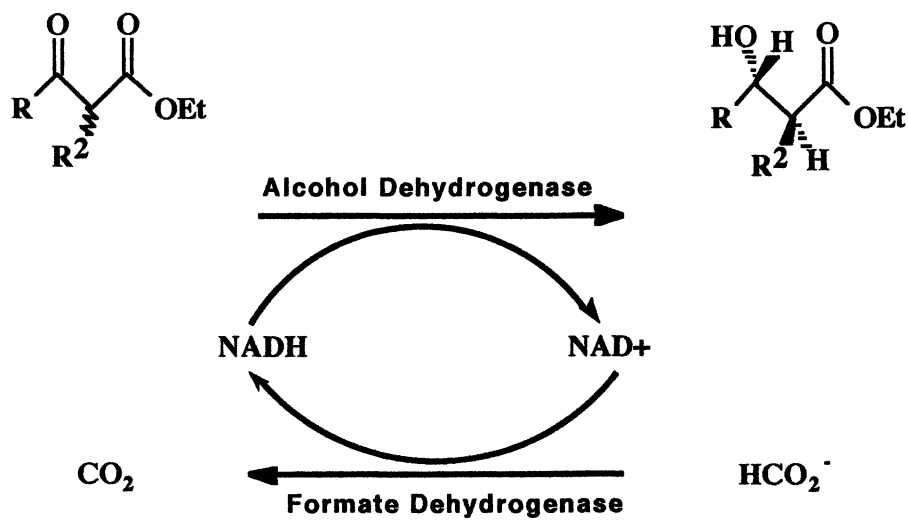 O O
R OEt
R²
HO H O
R OEt
R² H
Alcohol Dehydrogenase
NADH NAD+
CO₂ HCO₂⁻
Formate Dehydrogenase